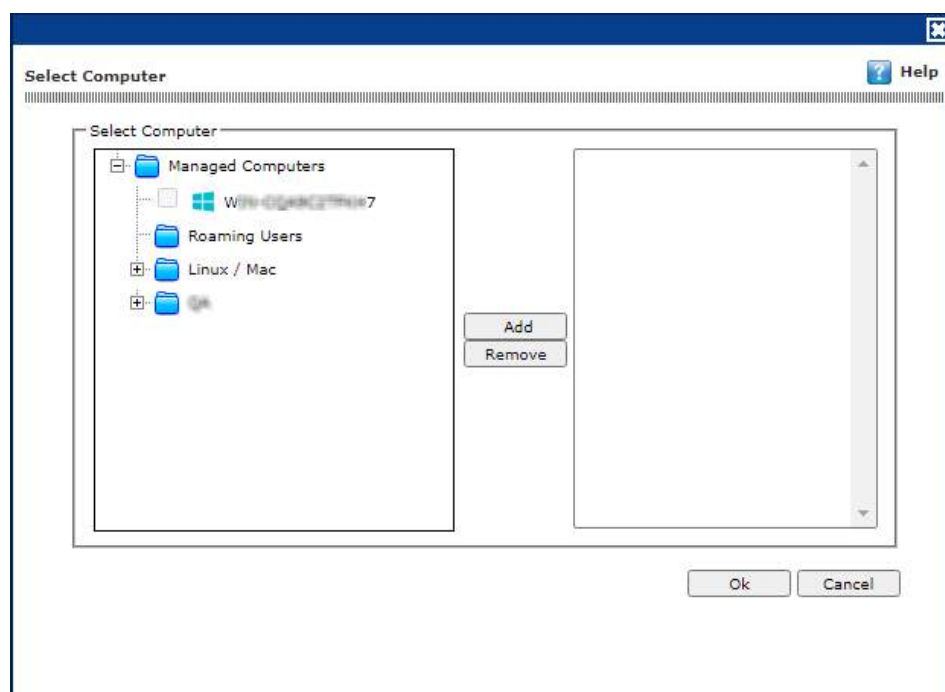 Select Computer
Help
Select Computer
Managed Computers
Roaming Users
Linux / Mac
Add
Remove
Ok
Cancel